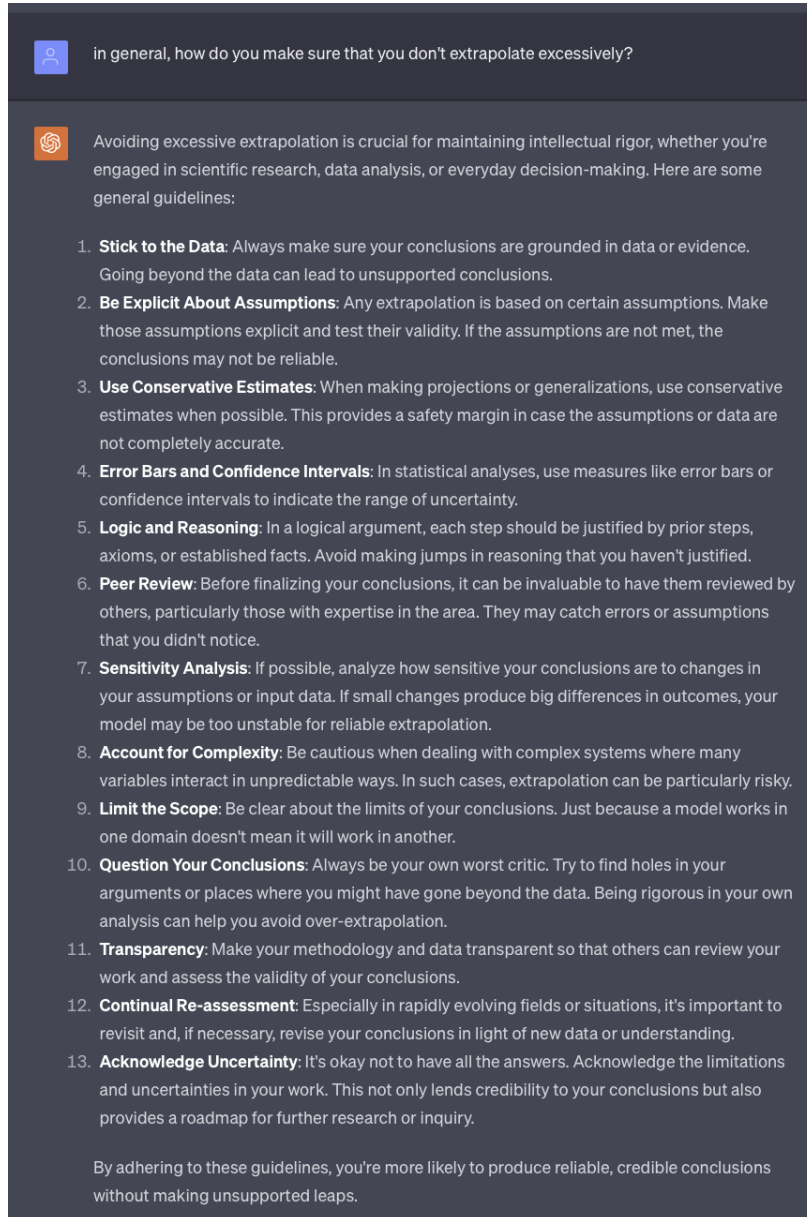 in general, how do you make sure that you don't extrapolate excessively?
Avoiding excessive extrapolation is crucial for maintaining intellectual rigor, whether you're
engaged in scientific research, data analysis, or everyday decision-making. Here are some
general guidelines:
1. Stick to the Data: Always make sure your conclusions are grounded in data or evidence.
Going beyond the data can lead to unsupported conclusions.
2. Be Explicit About Assumptions: Any extrapolation is based on certain assumptions. Make
those assumptions explicit and test their validity. If the assumptions are not met, the
conclusions may not be reliable.
3. Use Conservative Estimates: When making projections or generalizations, use conservative
estimates when possible. This provides a safety margin in case the assumptions or data are
not completely accurate.
4. Error Bars and Confidence Intervals: In statistical analyses, use measures like error bars or
confidence intervals to indicate the range of uncertainty.
5. Logic and Reasoning: In a logical argument, each step should be justified by prior steps,
axioms, or established facts. Avoid making jumps in reasoning that you haven't justified.
6. Peer Review: Before finalizing your conclusions, it can be invaluable to have them reviewed by
others, particularly those with expertise in the area. They may catch errors or assumptions
that you didn't notice.
7. Sensitivity Analysis: If possible, analyze how sensitive your conclusions are to changes in
your assumptions or input data. If small changes produce big differences in outcomes, your
model may be too unstable for reliable extrapolation.
8. Account for Complexity: Be cautious when dealing with complex systems where many
variables interact in unpredictable ways. In such cases, extrapolation can be particularly risky.
9. Limit the Scope: Be clear about the limits of your conclusions. Just because a model works in
one domain doesn't mean it will work in another.
10. Question Your Conclusions: Always be your own worst critic. Try to find holes in your
arguments or places where you might have gone beyond the data. Being rigorous in your own
analysis can help you avoid over-extrapolation.
11. Transparency: Make your methodology and data transparent so that others can review your
work and assess the validity of your conclusions.
12. Continual Re-assessment: Especially in rapidly evolving fields or situations, it's important to
revisit and, if necessary, revise your conclusions in light of new data or understanding.
13. Acknowledge Uncertainty: It's okay not to have all the answers. Acknowledge the limitations
and uncertainties in your work. This not only lends credibility to your conclusions but also
provides a roadmap for further research or inquiry.
By adhering to these guidelines, you're more likely to produce reliable, credible conclusions
without making unsupported leaps.